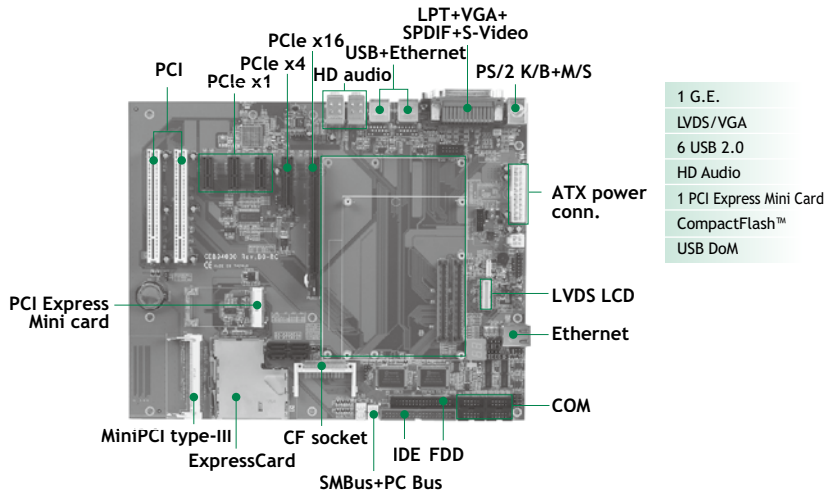 LPT+VGA+
SPDIF+S-Video
PCIe x16
USB+Ethernet
PCIe x4
HD audio
PS/2 K/B+M/S
PCI
PCIe x1
1 G.E.
LVDS/VGA
6 USB 2.0
HD Audio
1 PCI Express Mini Card
CompactFlash™
USB DoM
ATX power
conn.
LVDS LCD
PCI Express
Mini card
Ethernet
COM
MiniPCI type-III
CF socket
IDE FDD
ExpressCard
SMBus+PC Bus